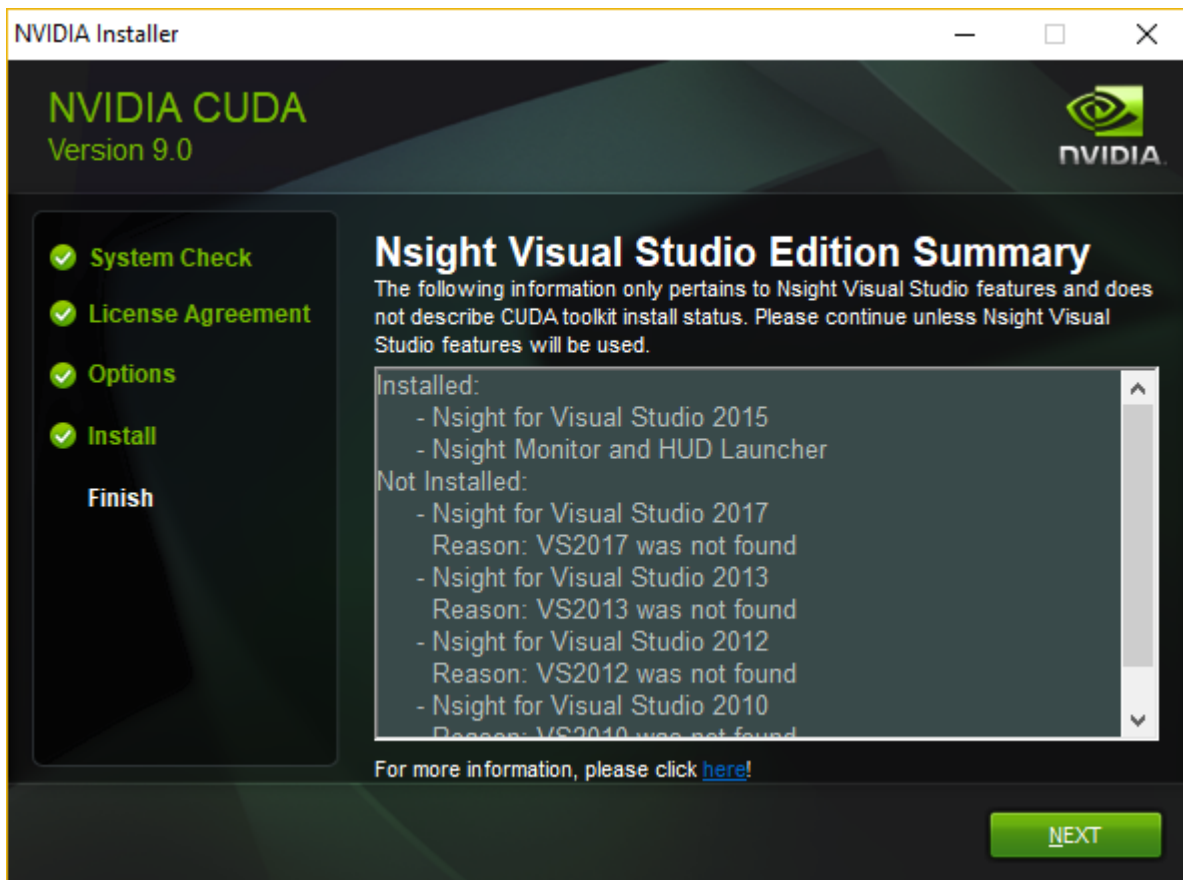 NVIDIA Installer
NVIDIA CUDA
Version 9.0
NVIDIA.
System Check
License Agreement
Options
Install
Finish
Nsight Visual Studio Edition Summary
The following information only pertains to Nsight Visual Studio features and does
not describe CUDA toolkit install status. Please continue unless Nsight Visual
Studio features will be used.
Installed:
- Nsight for Visual Studio 2015
- Nsight Monitor and HUD Launcher
Not Installed:
- Nsight for Visual Studio 2017
Reason: VS2017 was not found
- Nsight for Visual Studio 2013
Reason: VS2013 was not found
- Nsight for Visual Studio 2012
Reason: VS2012 was not found
- Nsight for Visual Studio 2010
Reason: VS2010 was not found
For more information, please click here!
NEXT